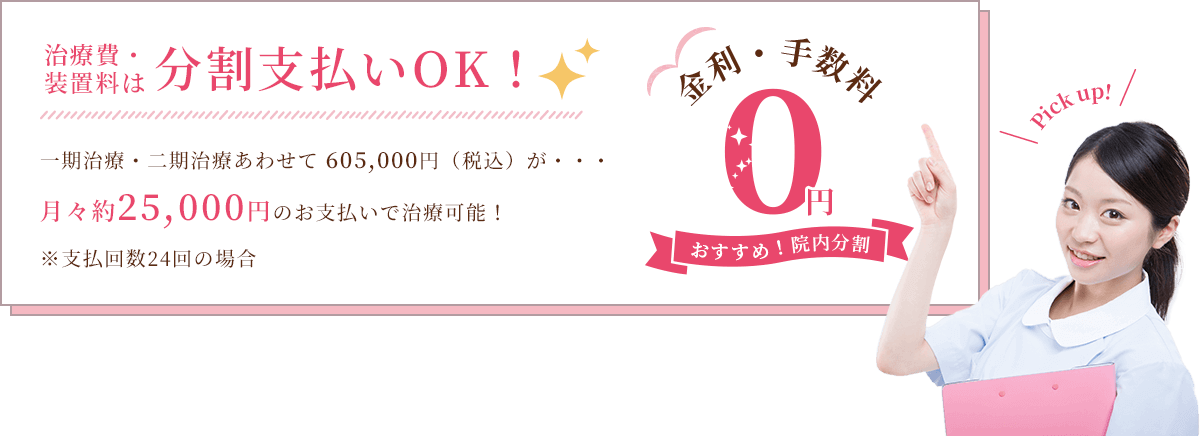 治療費・
装置料は
分割支払いOK！
一期治療・二期治療あわせて 605,000円（税込）が・・・
月々約25,000円のお支払いで治療可能！
※支払回数24回の場合
金利・手数料
0円
おすすめ！院内分割
Pick up!